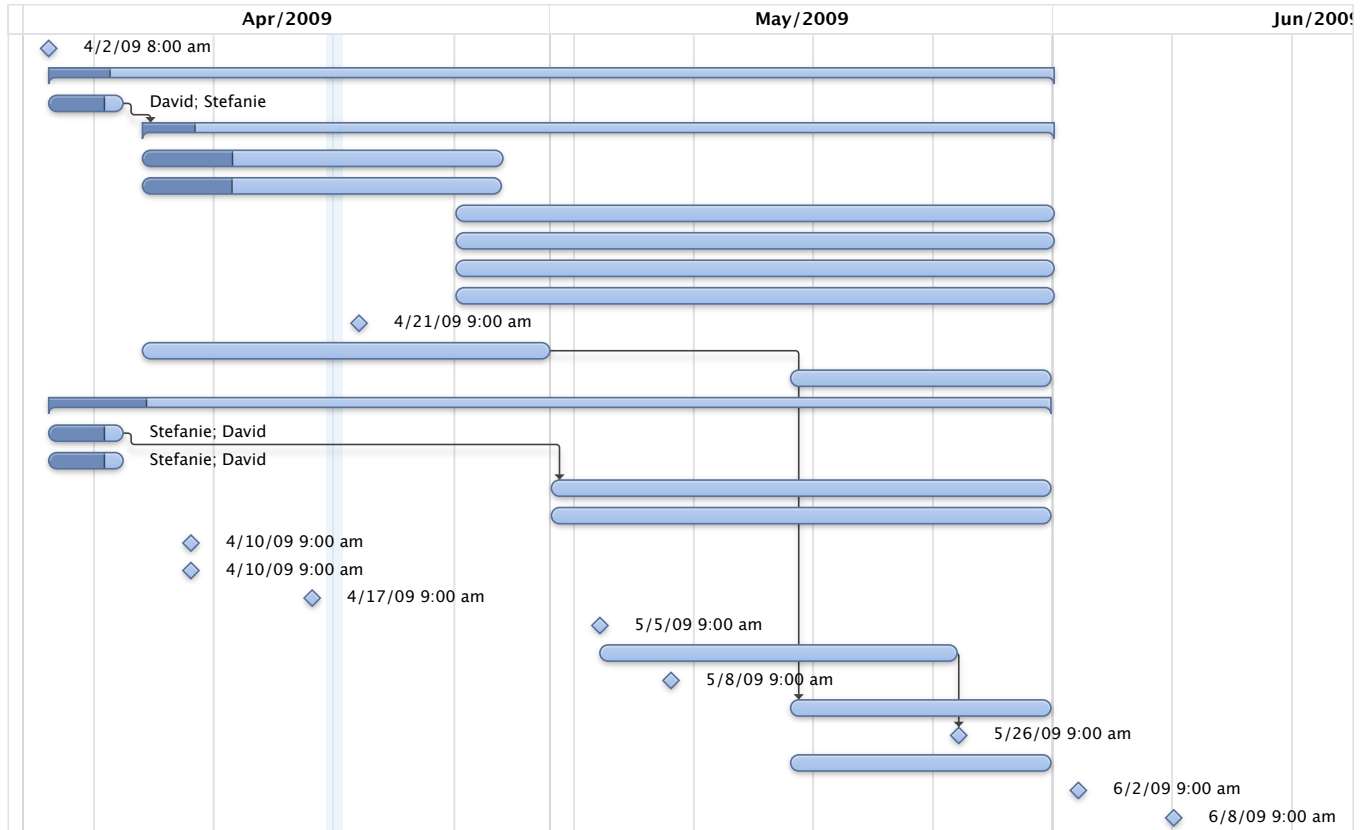 Apr/2009
May/2009
Jun/2009
4/2/09 8:00 am
David; Stefanie
4/21/09 9:00 am
Stefanie; David
Stefanie; David
4/10/09 9:00 am
4/10/09 9:00 am
4/17/09 9:00 am
5/5/09 9:00 am
5/8/09 9:00 am
5/26/09 9:00 am
6/2/09 9:00 am
6/8/09 9:00 am